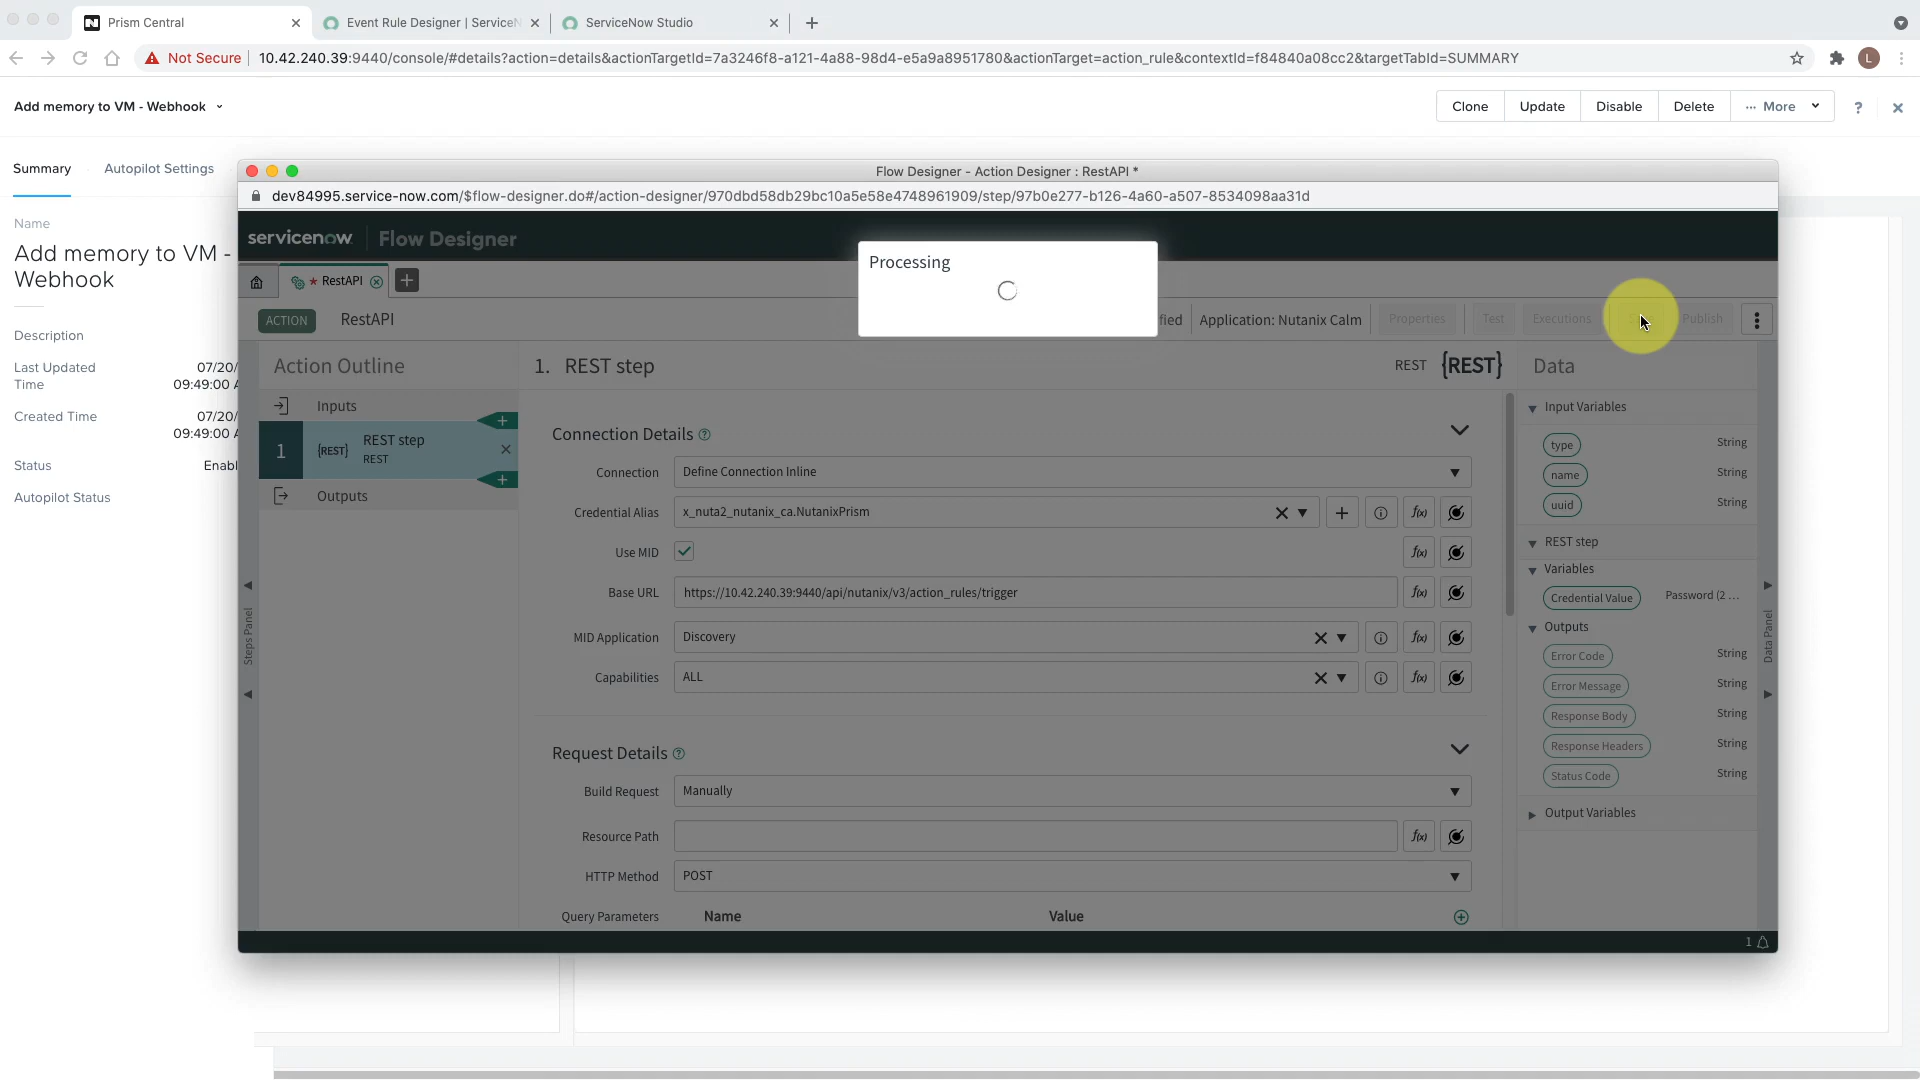 Prism Central
Event Rule Designer | ServiceN
ServiceNow Studio
Not Secure
10.42.240.39:9440/console/#details?action=details&actionTargetId=7a3246f8-a121-4a88-98d4-e5a9a8951780&actionTarget=action_rule&contextId=f84840a08cc2&targetTabId=SUMMARY
L
Add memory to VM - Webhook
Clone
Update
Disable
Delete
··· More
?
Summary
Autopilot Settings
Name
Add memory to VM -
Webhook
Description
Last Updated
Time
07/20/
09:49:00 A
Created Time
07/20/
09:49:00 A
Status
Enabl
Autopilot Status
Flow Designer - Action Designer : RestAPI *
dev84995.service-now.com/$flow-designer.do#/action-designer/970dbd58db29bc10a5e58e4748961909/step/97b0e277-b126-4a60-a507-8534098aa31d
servicenow
Flow Designer
Processing
* RestAPI
ACTION
RestAPI
fied
Application: Nutanix Calm
Properties
Test
Executions
Publish
Action Outline
Inputs
1
{REST}
REST step
REST
Outputs
Steps Panel
1. REST step
REST {REST}
Connection Details
Connection
Define Connection Inline
Credential Alias
x_nuta2_nutanix_ca.NutanixPrism
f(x)
Use MID
f(x)
Base URL
https://10.42.240.39:9440/api/nutanix/v3/action_rules/trigger
f(x)
MID Application
Discovery
f(x)
Capabilities
ALL
f(x)
Request Details
Build Request
Manually
Resource Path
f(x)
HTTP Method
POST
Query Parameters
Name
Value
Data
Input Variables
type
String
name
String
uuid
String
REST step
Variables
Credential Value
Password (2 ...
Outputs
Error Code
String
Error Message
String
Response Body
String
Response Headers
String
Status Code
String
Output Variables
Data Panel
1